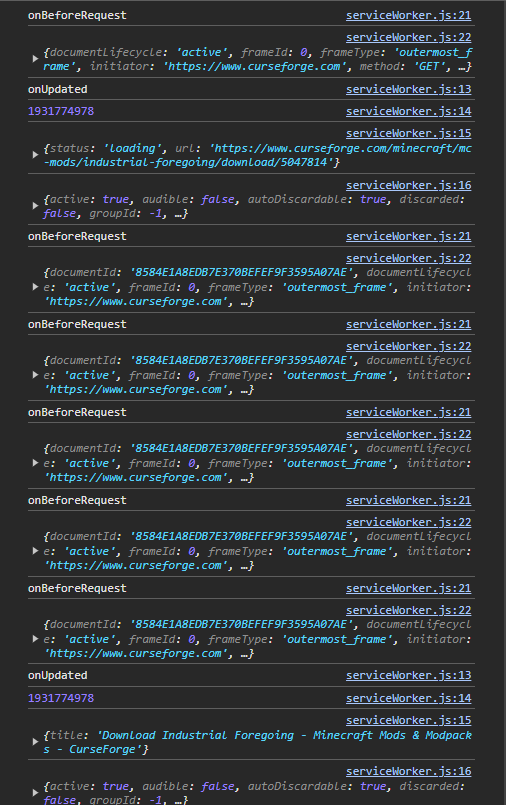 onBeforeRequest serviceWorker.js:21
serviceWorker.js:22
{documentLifecycle: 'active', frameId: 0, frameType: 'outermost_f
rame', initiator: 'https://www.curseforge.com', method: 'GET', …}
onUpdated serviceWorker.js:13
1931774978 serviceWorker.js:14
serviceWorker.js:15
{status: 'loading', url: 'https://www.curseforge.com/minecraft/mc
-mods/industrial-foregoing/download/5047814'}
serviceWorker.js:16
{active: true, audible: false, autoDiscardable: true, discarded:
false, groupId: -1, …}
onBeforeRequest serviceWorker.js:21
serviceWorker.js:22
{documentId: '8584E1A8EDB7E370BEFEF9F3595A07AE', documentLifecycl
e: 'active', frameId: 0, frameType: 'outermost_frame', initiator:
'https://www.curseforge.com', …}
onBeforeRequest serviceWorker.js:21
serviceWorker.js:22
{documentId: '8584E1A8EDB7E370BEFEF9F3595A07AE', documentLifecycl
e: 'active', frameId: 0, frameType: 'outermost_frame', initiator:
'https://www.curseforge.com', …}
onBeforeRequest serviceWorker.js:21
serviceWorker.js:22
{documentId: '8584E1A8EDB7E370BEFEF9F3595A07AE', documentLifecycl
e: 'active', frameId: 0, frameType: 'outermost_frame', initiator:
'https://www.curseforge.com', …}
onBeforeRequest serviceWorker.js:21
serviceWorker.js:22
{documentId: '8584E1A8EDB7E370BEFEF9F3595A07AE', documentLifecycl
e: 'active', frameId: 0, frameType: 'outermost_frame', initiator:
'https://www.curseforge.com', …}
onBeforeRequest serviceWorker.js:21
serviceWorker.js:22
{documentId: '8584E1A8EDB7E370BEFEF9F3595A07AE', documentLifecycl
e: 'active', frameId: 0, frameType: 'outermost_frame', initiator:
'https://www.curseforge.com', …}
onUpdated serviceWorker.js:13
1931774978 serviceWorker.js:14
serviceWorker.js:15
{title: 'Download Industrial Foregoing - Minecraft Mods & Modpack
s - CurseForge'}
serviceWorker.js:16
{active: true, audible: false, autoDiscardable: true, discarded:
false, groupId: -1, …}